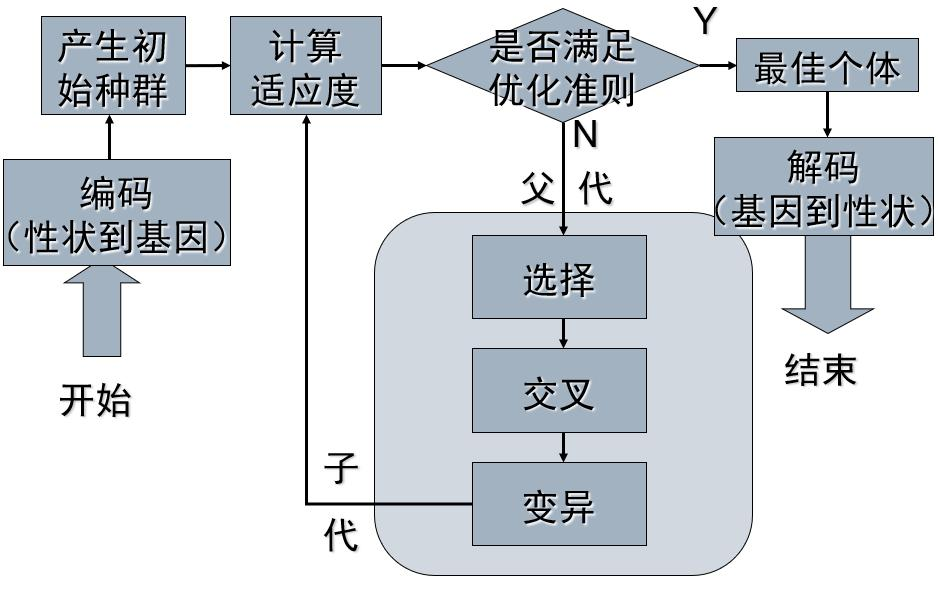 产生初
始种群
计算
适应度
是否满足
优化准则
Y
最佳个体
N
编码
（性状到基因）
父 代
解码
（基因到性状）
选择
开始
交叉
结束
子
代
变异